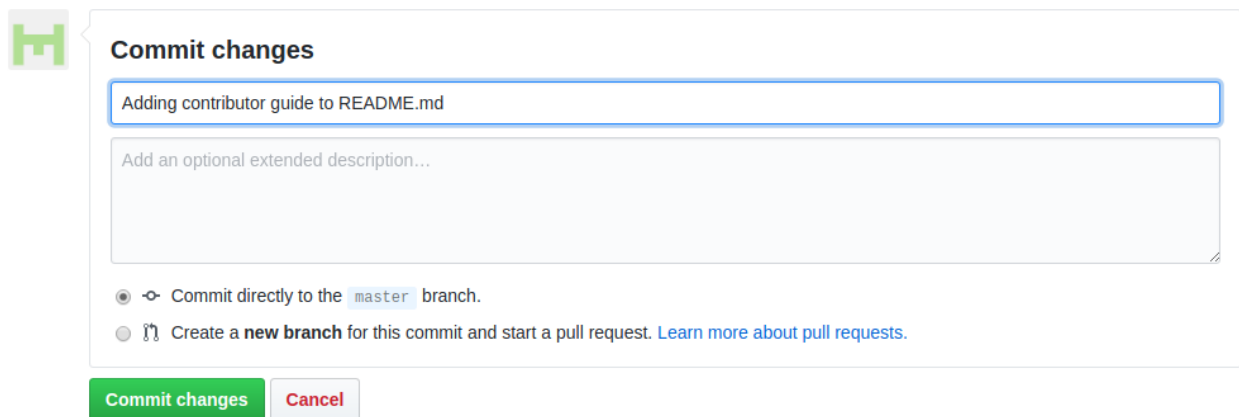 Commit changes
Adding contributor guide to README.md
Add an optional extended description…
Commit directly to the master branch.
Create a new branch for this commit and start a pull request. Learn more about pull requests.
Commit changes Cancel